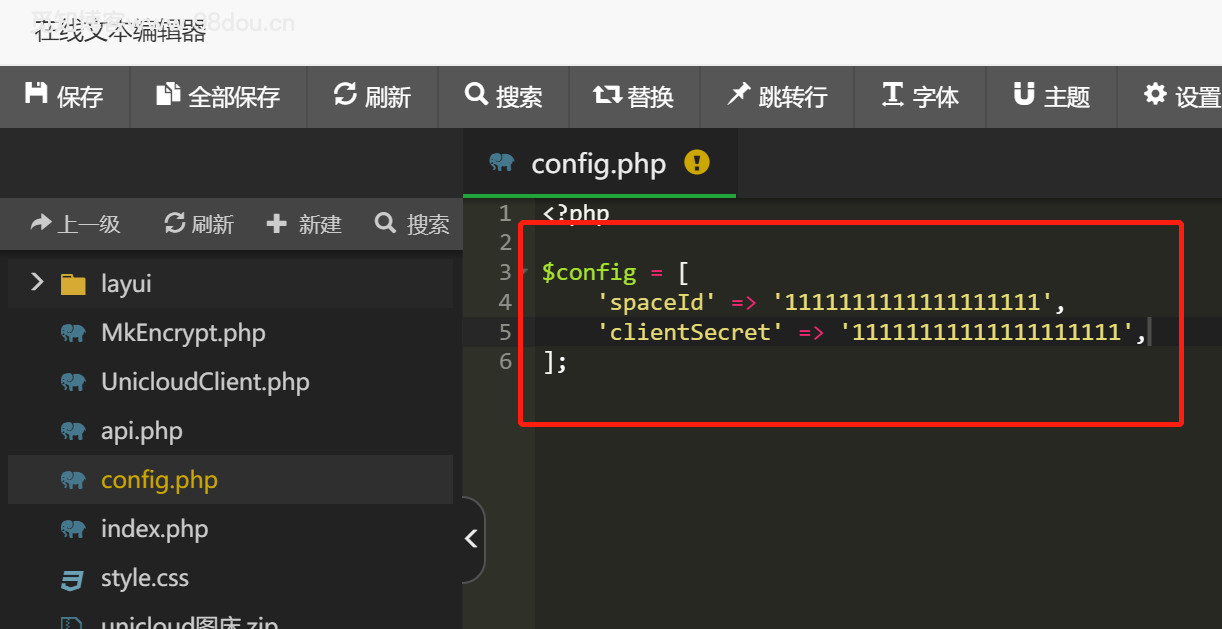 在线文本编辑器
保存 全部保存 刷新 搜索 替换 跳转行 字体 主题 设置
config.php
上一级 刷新 新建 搜索
layui
MkEncrypt.php
UnicloudClient.php
api.php
config.php
index.php
style.css
unicloud图床.zip
1 <?php
2
3 $config = [
4 'spaceId' => '1111111111111111111',
5 'clientSecret' => '11111111111111111111',
6 ];